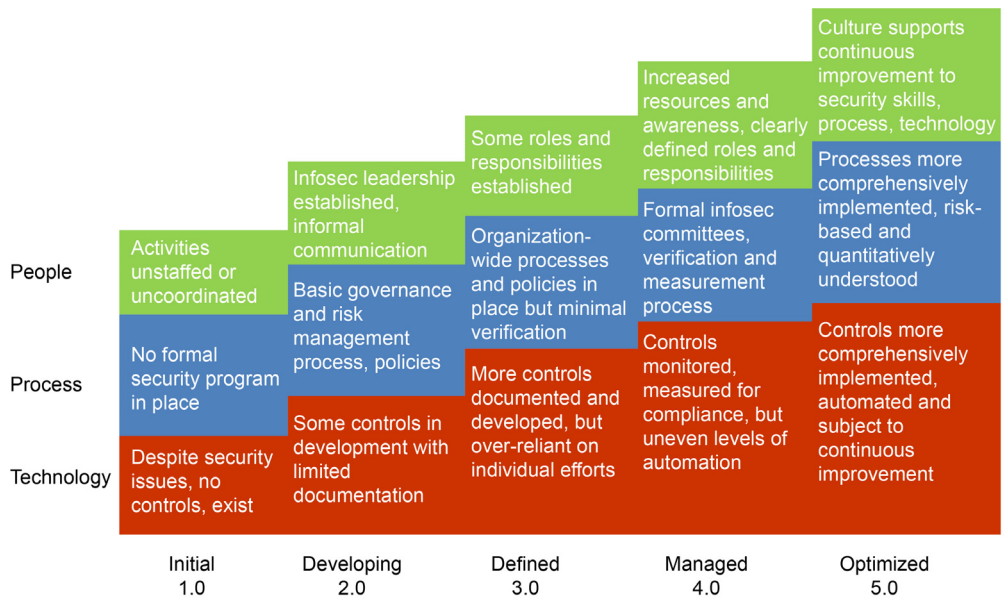 People
Process
Technology
Activities
unstaffed or
uncoordinated
No formal
security program
in place
Despite security
issues, no
controls, exist
Initial
1.0
Infosec leadership
established,
informal
communication
Basic governance
and risk
management
process, policies
Some controls in
development with
limited
documentation
Developing
2.0
Some roles and
responsibilities
established
Organization-
wide processes
and policies in
place but minimal
verification
More controls
documented and
developed, but
over-reliant on
individual efforts
Defined
3.0
Increased
resources and
awareness, clearly
defined roles and
responsibilities
Formal infosec
committees,
verification and
measurement
process
Controls
monitored,
measured for
compliance, but
uneven levels of
automation
Managed
4.0
Culture supports
continuous
improvement to
security skills,
process, technology
Processes more
comprehensively
implemented, risk-
based and
quantitatively
understood
Controls more
comprehensively
implemented,
automated and
subject to
continuous
improvement
Optimized
5.0